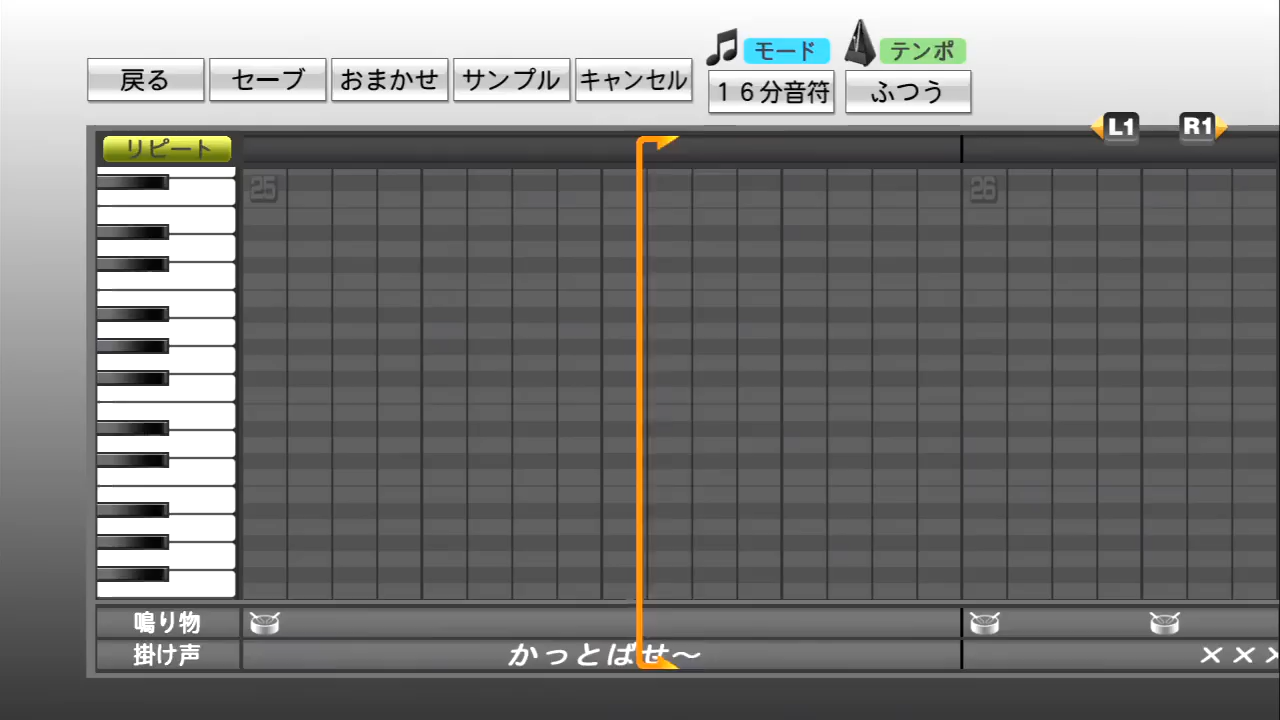 モード テンポ
戻る セーブ おまかせ サンプル キャンセル １６分音符 ふつう
L1 R1
リピート
25 26
鳴り物
掛け声 かっとばせ～ ×××